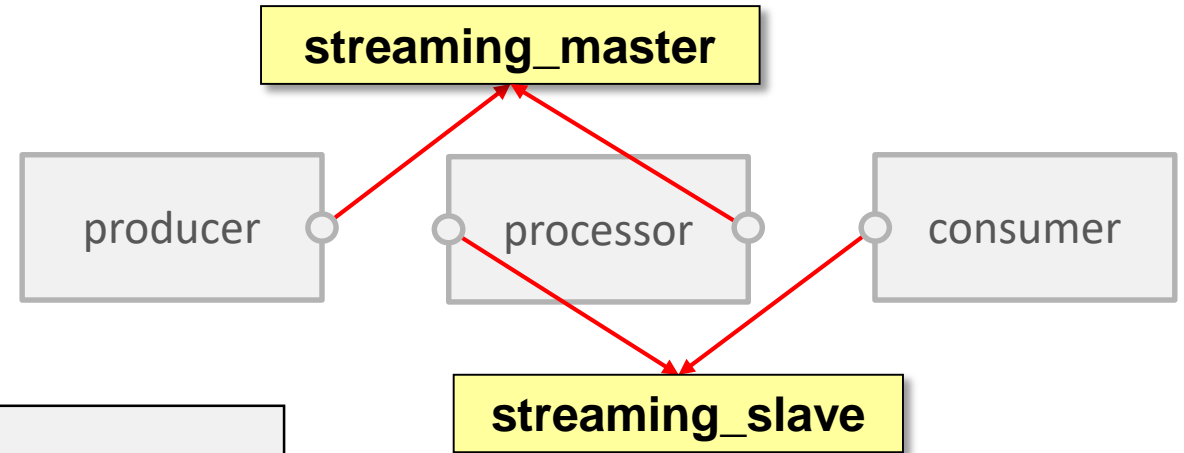 streaming_master
producer
processor
consumer
streaming_slave